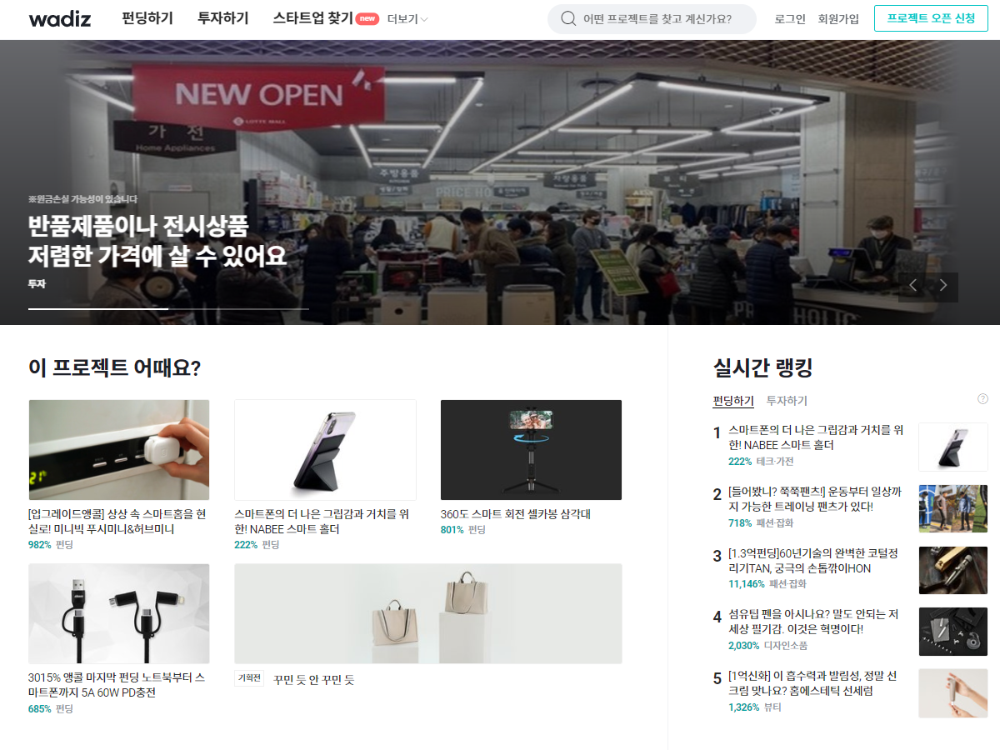 wadiz
펀딩하기
투자하기
스타트업 찾기 new
더보기
어떤 프로젝트를 찾고 계신가요?
로그인
회원가입
프로젝트 오픈 신청
NEW OPEN
LOTTE MALL
가 전
Home Appliances
주방용품
KITCHEN
자동차용품
뷰티
PRICE HO
※원금손실 가능성이 있습니다
반품제품이나 전시상품
저렴한 가격에 살 수 있어요
투자
PR
HOLIC
이 프로젝트 어때요?
[업그레이드앵콜] 상상 속 스마트홈을 현
실로! 미니빅 푸시미니&허브미니
982% 펀딩
스마트폰의 더 나은 그립감과 거치를 위
한! NABEE 스마트 홀더
222% 펀딩
360도 스마트 회전 셀카봉 삼각대
801% 펀딩
3015% 앵콜 마지막 펀딩 노트북부터 스
마트폰까지 5A 60W PD충전
685% 펀딩
기획전
꾸민 듯 안 꾸민 듯
실시간 랭킹
펀딩하기
투자하기
?
1
스마트폰의 더 나은 그립감과 거치를 위
한! NABEE 스마트 홀더
222% 테크·가전
2
[들어봤니? 쭉쭉팬츠!] 운동부터 일상까
지 가능한 트레이닝 팬츠가 있다!
718% 패션·잡화
3
[1.3억펀딩]60년기술의 완벽한 코털정
리기TAN, 궁극의 손톱깎이HON
11,146% 패션·잡화
4
섬유팁 펜을 아시나요? 말도 안되는 저
세상 필기감. 이것은 혁명이다!
2,030% 디자인소품
5
[1억신화] 이 흡수력과 발림성, 정말 선
크림 맞나요? 홈에스테틱 선세럼
1,326% 뷰티